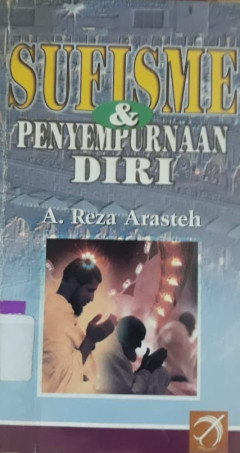 SUFISME
&
PENYEMPURNAAN
DIRI
A. Reza Arasteh